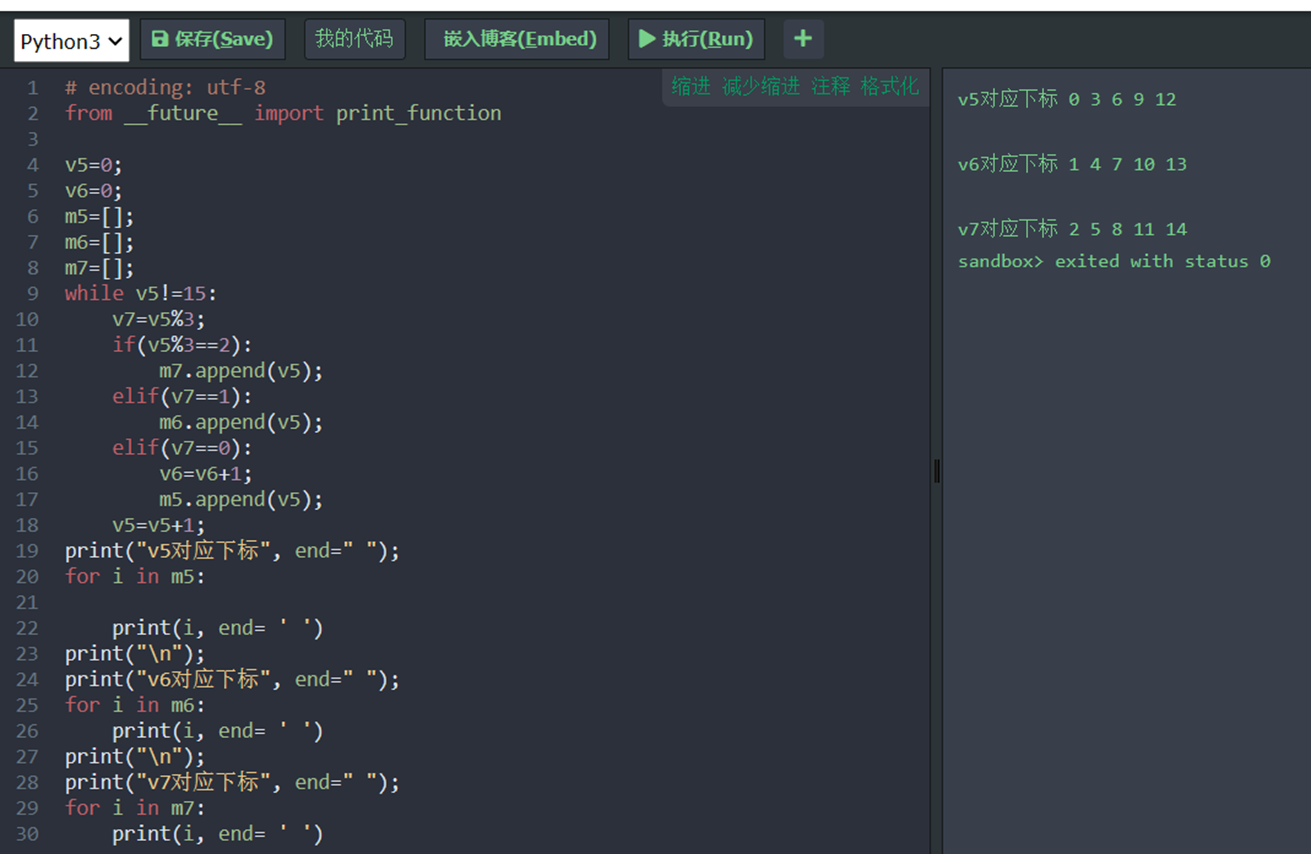 Python3 保存(Save) 我的代码 嵌入博客(Embed) 执行(Run) +
缩进 减少缩进 注释 格式化
1 # encoding: utf-8
2 from __future__ import print_function
3
4 v5=0;
5 v6=0;
6 m5=[];
7 m6=[];
8 m7=[];
9 while v5!=15:
10     v7=v5%3;
11     if(v5%3==2):
12         m7.append(v5);
13     elif(v7==1):
14         m6.append(v5);
15     elif(v7==0):
16         v6=v6+1;
17         m5.append(v5);
18     v5=v5+1;
19 print("v5对应下标", end=" ");
20 for i in m5:
21
22     print(i, end= ' ')
23 print("\n");
24 print("v6对应下标", end=" ");
25 for i in m6:
26     print(i, end= ' ')
27 print("\n");
28 print("v7对应下标", end=" ");
29 for i in m7:
30     print(i, end= ' ')
v5对应下标 0 3 6 9 12
v6对应下标 1 4 7 10 13
v7对应下标 2 5 8 11 14
sandbox> exited with status 0